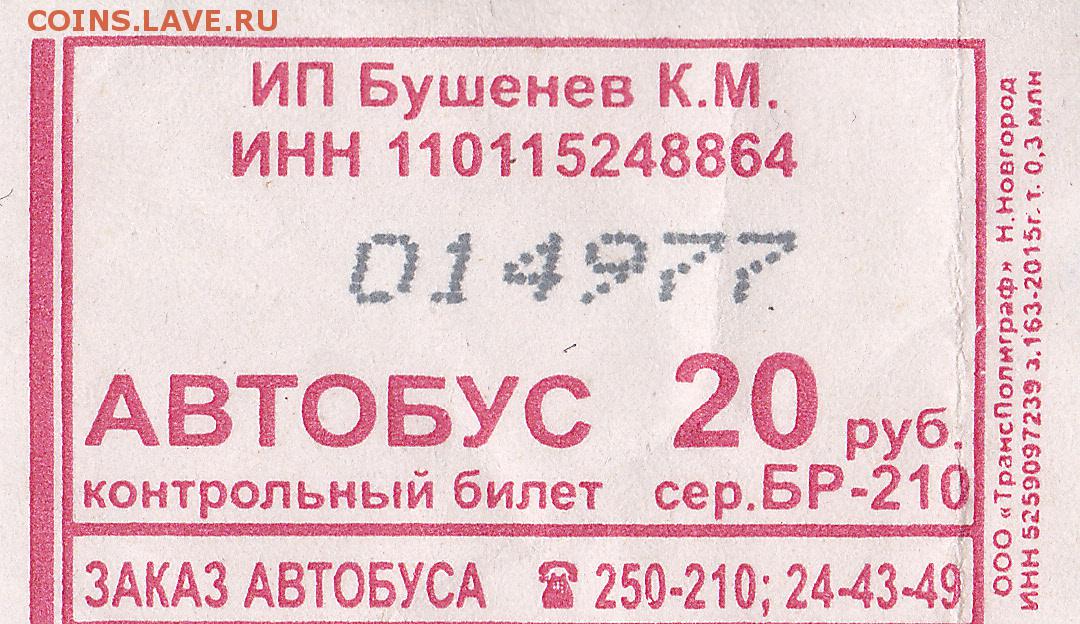 COINS.LAVE.RU
ИП Бушенев К.М.
ИНН 110115248864
014977
АВТОБУС 20 руб.
контрольный билет сер.БР-210
ЗАКАЗ АВТОБУСА ☎ 250-210; 24-43-49
ООО «ТрансПолиграф» Н.Новгород
ИНН 5259097239 з.163-2015г. т. 0,3 млн